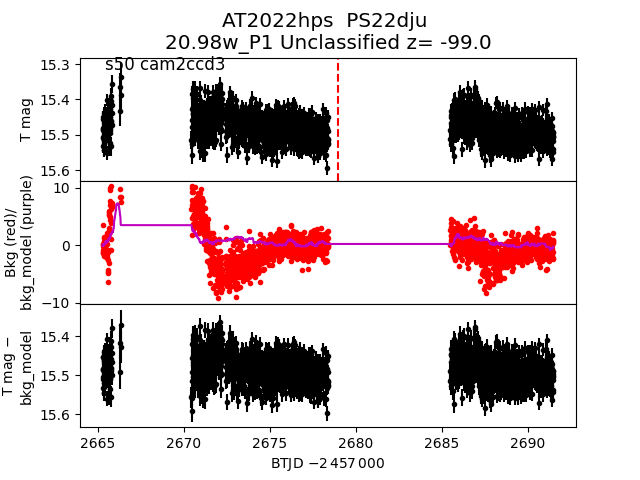 AT2022hps  PS22dju
20.98w_P1 Unclassified z= -99.0
s50 cam2ccd3
15.3
15.4
15.5
15.6
T mag
10
0
−10
Bkg (red)/
bkg_model (purple)
15.4
15.5
15.6
T mag −
bkg_model
2665
2670
2675
2680
2685
2690
BTJD −2 457 000